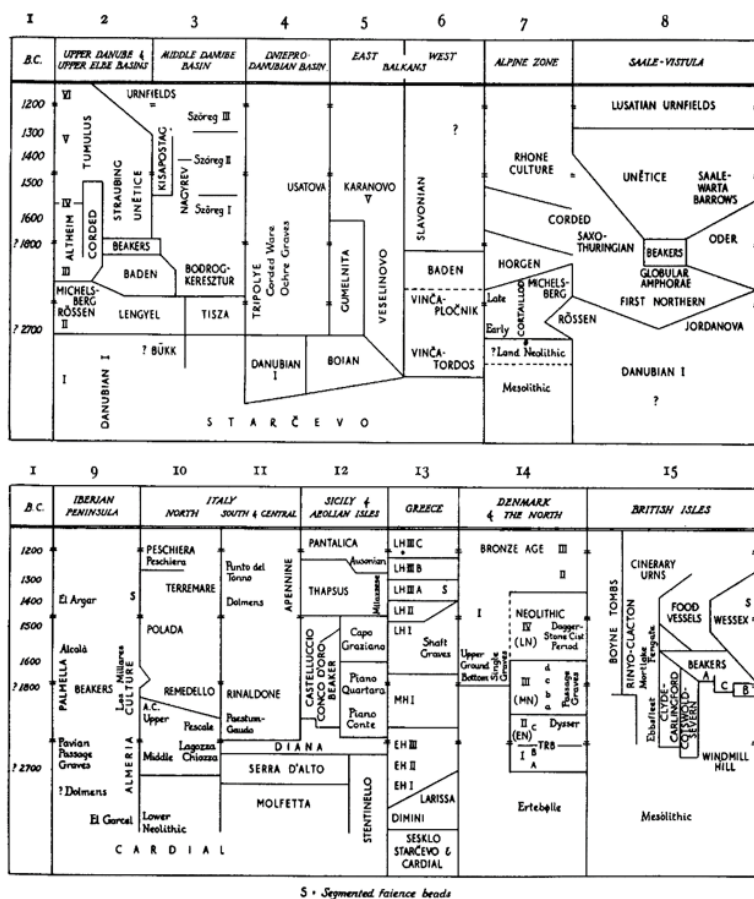 I 2 3 4 5 6 7 8
B.C. UPPER DANUBE & UPPER ELBE BASINS MIDDLE DANUBE BASIN DNIEPRO-DANUBIAN BASIN EAST BALKANS WEST ALPINE ZONE SAALE-VISTULA
1200 VI URNFIELDS Szöreg III ? LUSATIAN URNFIELDS
1300 V TUMULUS KISAPOSTAG
1400 Szöreg II RHONE CULTURE
1500 STRAUBING UNĚTICE NAGYREV USATOVA KARANOVO V SLAVONIAN UNĚTICE SAALE-WARTA BARROWS
IV CORDED Szöreg I CORDED
1600 ALTHEIM
? 1800 BEAKERS TRIPOLYE Corded Ware Ochre Graves SAXO-THURINGIAN BEAKERS ODER
III BADEN BODROG-KERESZTUR GUMELNITA VESELINOVO BADEN HORGEN GLOBULAR AMPHORAE
MICHELSBERG MICHELSBERG
RÖSSEN LENGYEL TISZA VINČA-PLOČNIK Late CORTAILLOD RÖSSEN FIRST NORTHERN
? 2700 II Early JORDANOVA
? BÜKK DANUBIAN I BOIAN VINČA-TORDOS ? Land Neolithic
I DANUBIAN I Mesolithic DANUBIAN I
?
STARČEVO
I 9 10 11 12 13 14 15
B.C. IBERIAN PENINSULA NORTH ITALY SOUTH & CENTRAL SICILY & AEOLIAN ISLES GREECE DENMARK & THE NORTH BRITISH ISLES
1200 PESCHIERA Peschiera Punto del Tonno PANTALICA Ausonian LH III C BRONZE AGE III CINERARY URNS
1300 TERREMARE APENNINE LH III B II
1400 El Argar S Dolmens THAPSUS Milazzese LH III A S FOOD VESSELS S WESSEX
LH II I NEOLITHIC IV (LN) Dagger-Stone Cist Period BOYNE TOMBS RINYO-CLACTON
1500 POLADA LH I
Alcalà Capo Graziano Shaft Graves Mortlake Fengate
1600 PALMELLA BEAKERS Los Millares CULTURE CASTELLUCCIO CONCO D'ORO-BEAKER Upper Ground Bottom Single Graves d BEAKERS
? 1800 REMEDELLO RINALDONE Piano Quartara MH I III (MN) c b a Passage Graves A C B
A.C. Upper Pescale Paestum-Gaudo Piano Conte Ebbsfleet CLYDE-CARLINGFORD COTSWOLD-SEVERN
Pavian Passage Graves ALMERIA Middle Lagozza Chiozza DIANA EH III II (EN) C Dysser WINDMILL HILL
? 2700 SERRA D'ALTO EH II I B A TRB
? Dolmens MOLFETTA STENTINELLO EH I LARISSA Ertebølle Mesolithic
El Garcel Lower Neolithic DIMINI
CARDIAL SESKLO STARČEVO & CARDIAL
S • Segmented faience beads